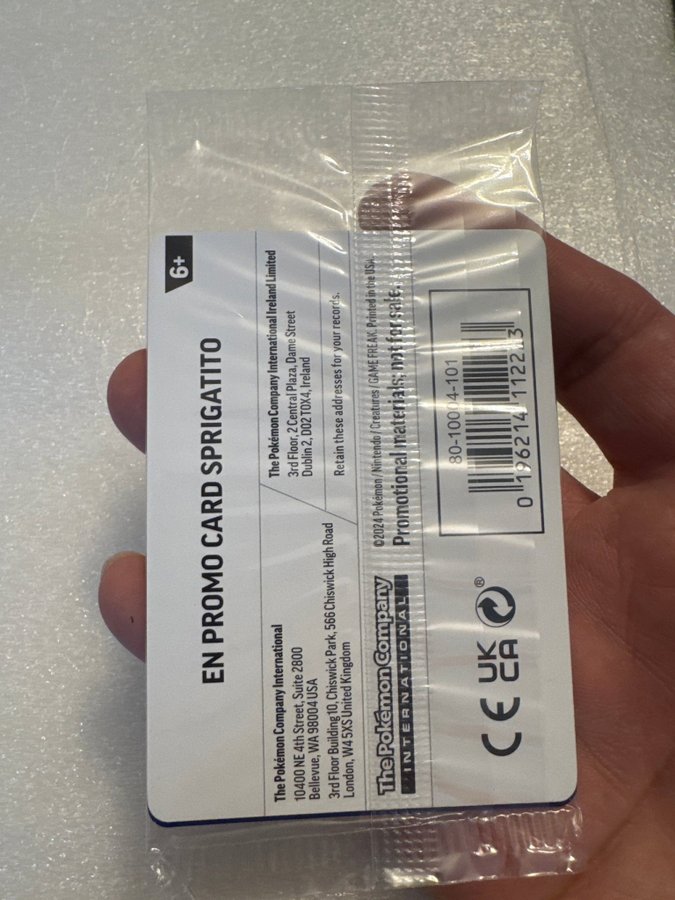 6+
EN PROMO CARD SPRIGATITO
The Pokémon Company International
10400 NE 4th Street, Suite 2800
Bellevue, WA 98004 USA
3rd Floor Building 10, Chiswick Park, 566 Chiswick High Road
London, W4 5XS United Kingdom
The Pokémon Company International Ireland Limited
3rd Floor, 2 Central Plaza, Dame Street
Dublin 2, D02 T0X4, Ireland
Retain these addresses for your records.
The Pokémon Company
INTERNATIONAL
©2024 Pokémon / Nintendo / Creatures / GAME FREAK. Printed in the USA.
Promotional materials; not for sale.
CE UK
CA ®
80-10004-101
0 196214 112223